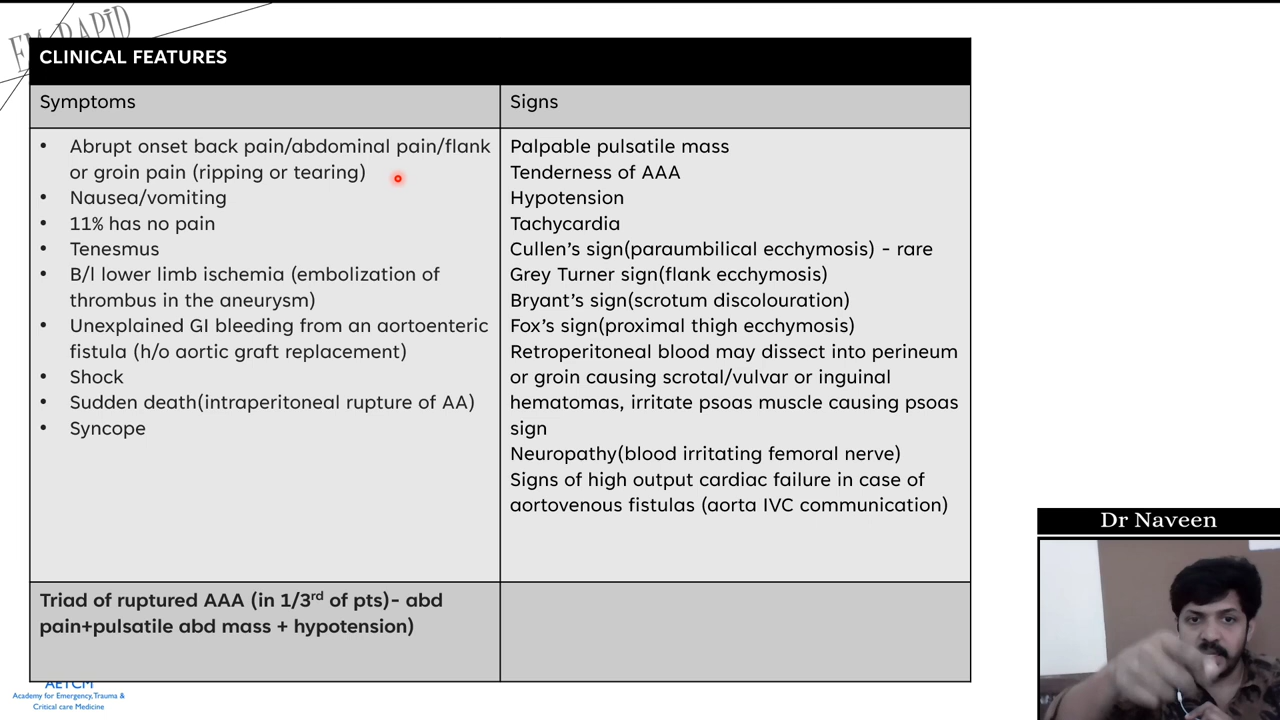 EM RAPID
CLINICAL FEATURES
Symptoms
Signs
• Abrupt onset back pain/abdominal pain/flank
or groin pain (ripping or tearing)
• Nausea/vomiting
• 11% has no pain
• Tenesmus
• B/l lower limb ischemia (embolization of
thrombus in the aneurysm)
• Unexplained GI bleeding from an aortoenteric
fistula (h/o aortic graft replacement)
• Shock
• Sudden death(intraperitoneal rupture of AA)
• Syncope
Palpable pulsatile mass
Tenderness of AAA
Hypotension
Tachycardia
Cullen’s sign(paraumbilical ecchymosis) - rare
Grey Turner sign(flank ecchymosis)
Bryant’s sign(scrotum discolouration)
Fox’s sign(proximal thigh ecchymosis)
Retroperitoneal blood may dissect into perineum
or groin causing scrotal/vulvar or inguinal
hematomas, irritate psoas muscle causing psoas
sign
Neuropathy(blood irritating femoral nerve)
Signs of high output cardiac failure in case of
aortovenous fistulas (aorta IVC communication)
Triad of ruptured AAA (in 1/3rd of pts)- abd
pain+pulsatile abd mass + hypotension)
AETCM
Academy for Emergency,Trauma &
Critical care Medicine
Dr Naveen